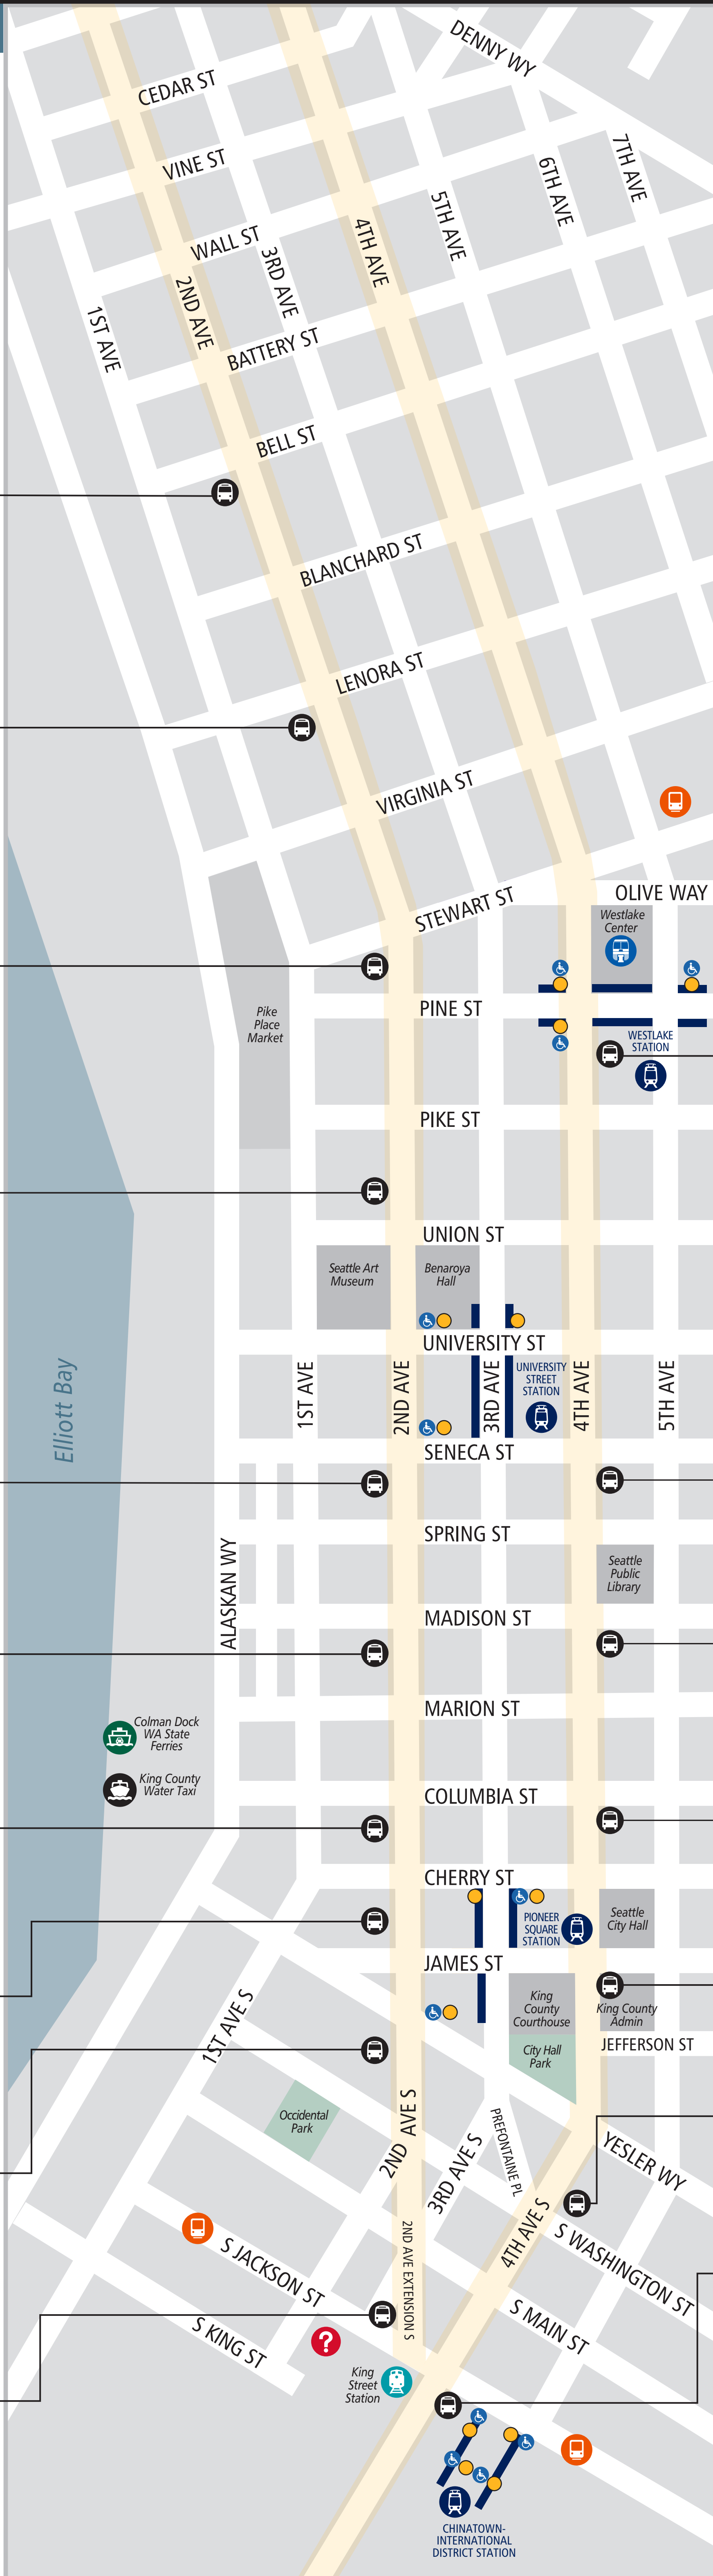 DENNY WY
CEDAR ST
VINE ST
7TH AVE
6TH AVE
5TH AVE
4TH AVE
WALL ST
3RD AVE
2ND AVE
1ST AVE
BATTERY ST
BELL ST
BLANCHARD ST
LENORA ST
VIRGINIA ST
STEWART ST
OLIVE WAY
Westlake
Center
PINE ST
Pike
Place
Market
WESTLAKE
STATION
PIKE ST
UNION ST
Seattle Art
Museum
Benaroya
Hall
UNIVERSITY ST
1ST AVE
2ND AVE
3RD AVE
UNIVERSITY
STREET
STATION
4TH AVE
5TH AVE
Elliott Bay
SENECA ST
SPRING ST
ALASKAN WY
Seattle
Public
Library
MADISON ST
MARION ST
Colman Dock
WA State
Ferries
King County
Water Taxi
COLUMBIA ST
CHERRY ST
PIONEER
SQUARE
STATION
Seattle
City Hall
JAMES ST
King
County
Courthouse
King County
Admin
1ST AVE S
City Hall
Park
JEFFERSON ST
Occidental
Park
2ND AVE S
3RD AVE S
PREFONTAINE PL
YESLER WY
4TH AVE S
S WASHINGTON ST
2ND AVE EXTENSION S
S JACKSON ST
S MAIN ST
S KING ST
?
King
Street
Station
CHINATOWN-
INTERNATIONAL
DISTRICT STATION